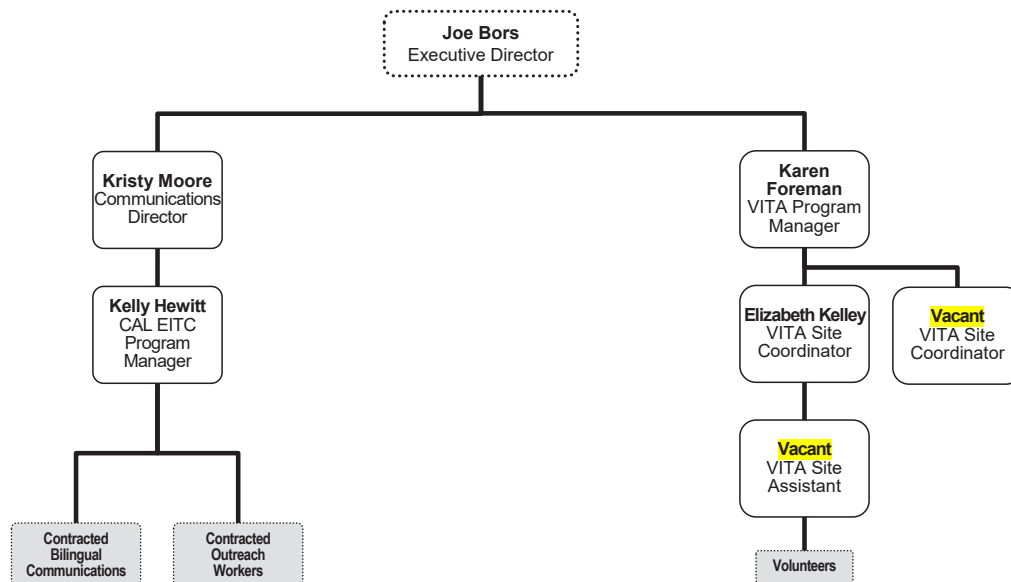 Joe Bors
Executive Director
Kristy Moore
Communications
Director
Karen
Foreman
VITA Program
Manager
Kelly Hewitt
CAL EITC
Program
Manager
Elizabeth Kelley
VITA Site
Coordinator
Vacant
VITA Site
Coordinator
Vacant
VITA Site
Assistant
Contracted
Bilingual
Communications
Contracted
Outreach
Workers
Volunteers